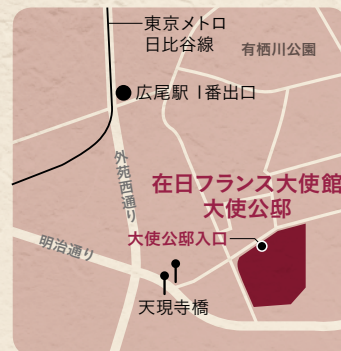 東京メトロ
日比谷線
有栖川公園
広尾駅 1番出口
外苑西通り
在日フランス大使館
大使公邸
大使公邸入口
明治通り
天現寺橋